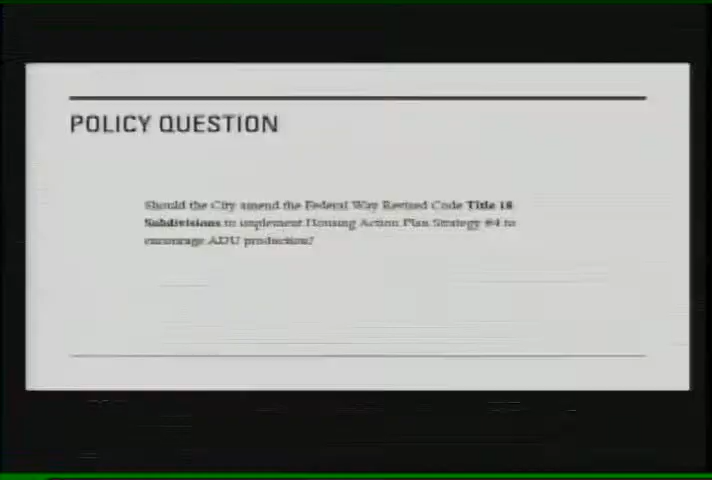 POLICY QUESTION
Should the City amend the Federal Way Revised Code Title 18
Subdivisions to implement Housing Action Plan Strategy #4 to
encourage ADU production?